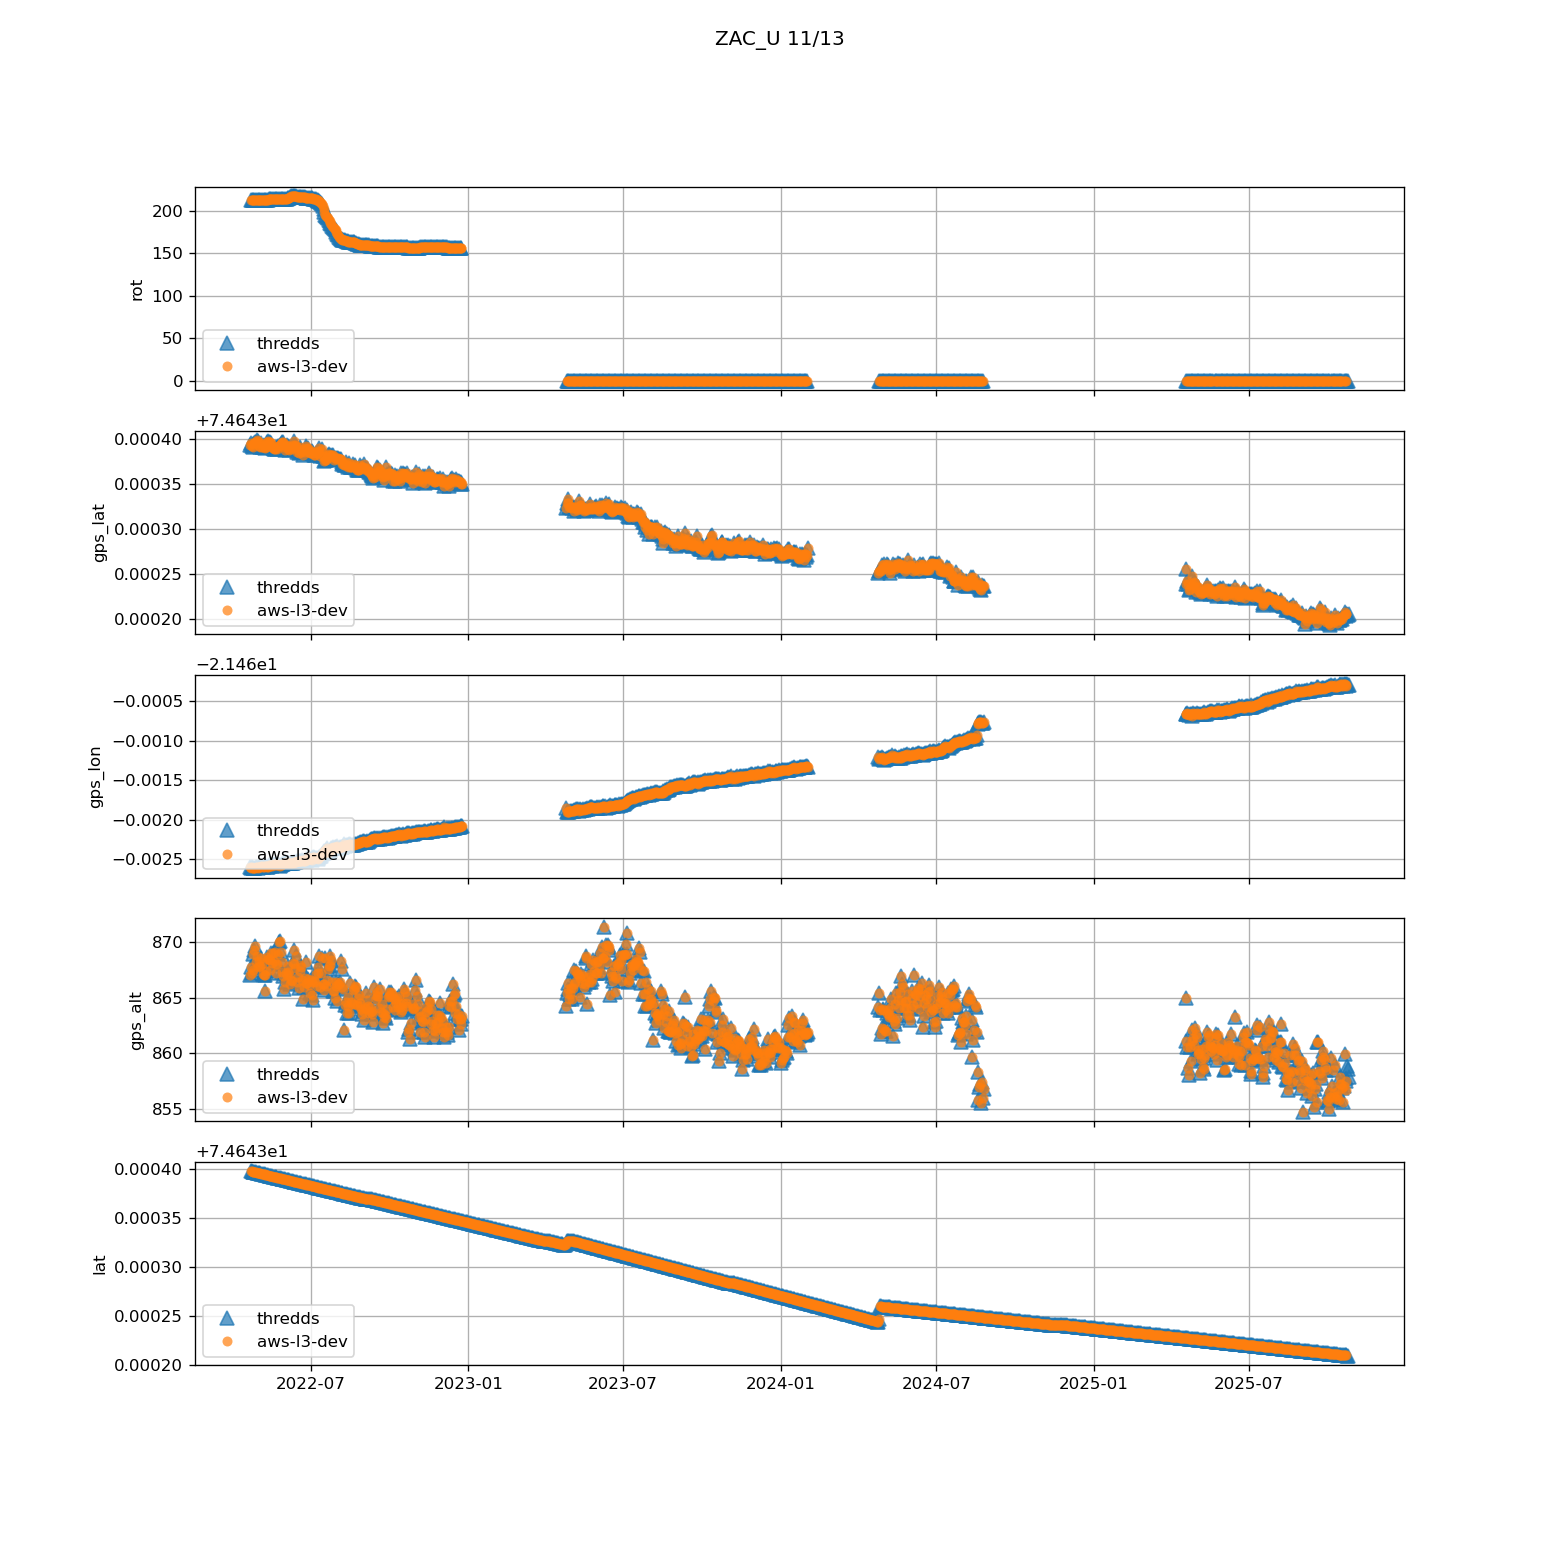 ZAC_U 11/13
200
150
100
50
0
rot
thredds
aws-l3-dev
+7.4643e1
0.00040
0.00035
0.00030
0.00025
0.00020
gps_lat
thredds
aws-l3-dev
−2.146e1
−0.0005
−0.0010
−0.0015
−0.0020
−0.0025
gps_lon
thredds
aws-l3-dev
870
865
860
855
gps_alt
thredds
aws-l3-dev
+7.4643e1
0.00040
0.00035
0.00030
0.00025
0.00020
lat
thredds
aws-l3-dev
2022-07 2023-01 2023-07 2024-01 2024-07 2025-01 2025-07